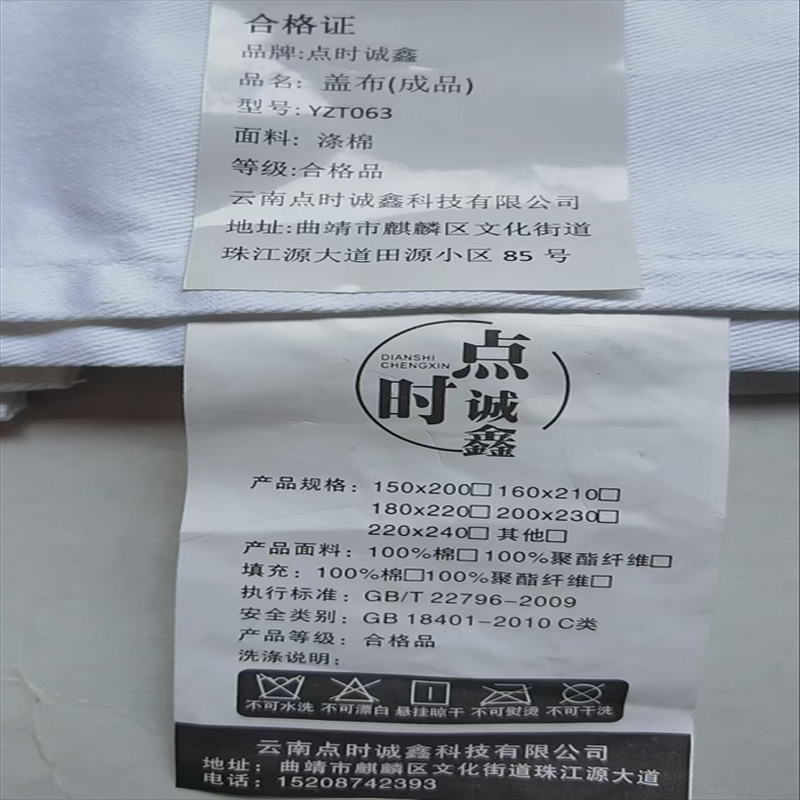 合格证
品牌:点时诚鑫
品名: 盖布(成品)
型号: YZT063
面料: 涤棉
等级:合格品
云南点时诚鑫科技有限公司
地址:曲靖市麒麟区文化街道
珠江源大道田源小区 85 号
DIANSHI
CHENGXIN
点时诚鑫
产品规格: 150x200□ 160x210□
180x220□ 200x230□
220x240□ 其他□
产品面料: 100%棉□ 100%聚酯纤维□
填充: 100%棉□100%聚酯纤维□
执行标准: GB/T 22796-2009
安全类别: GB 18401-2010 C类
产品等级: 合格品
洗涤说明:
不可水洗 不可漂白 悬挂晾干 不可熨烫 不可干洗
云南点时诚鑫科技有限公司
地址: 曲靖市麒麟区文化街道珠江源大道
电话: 15208742393